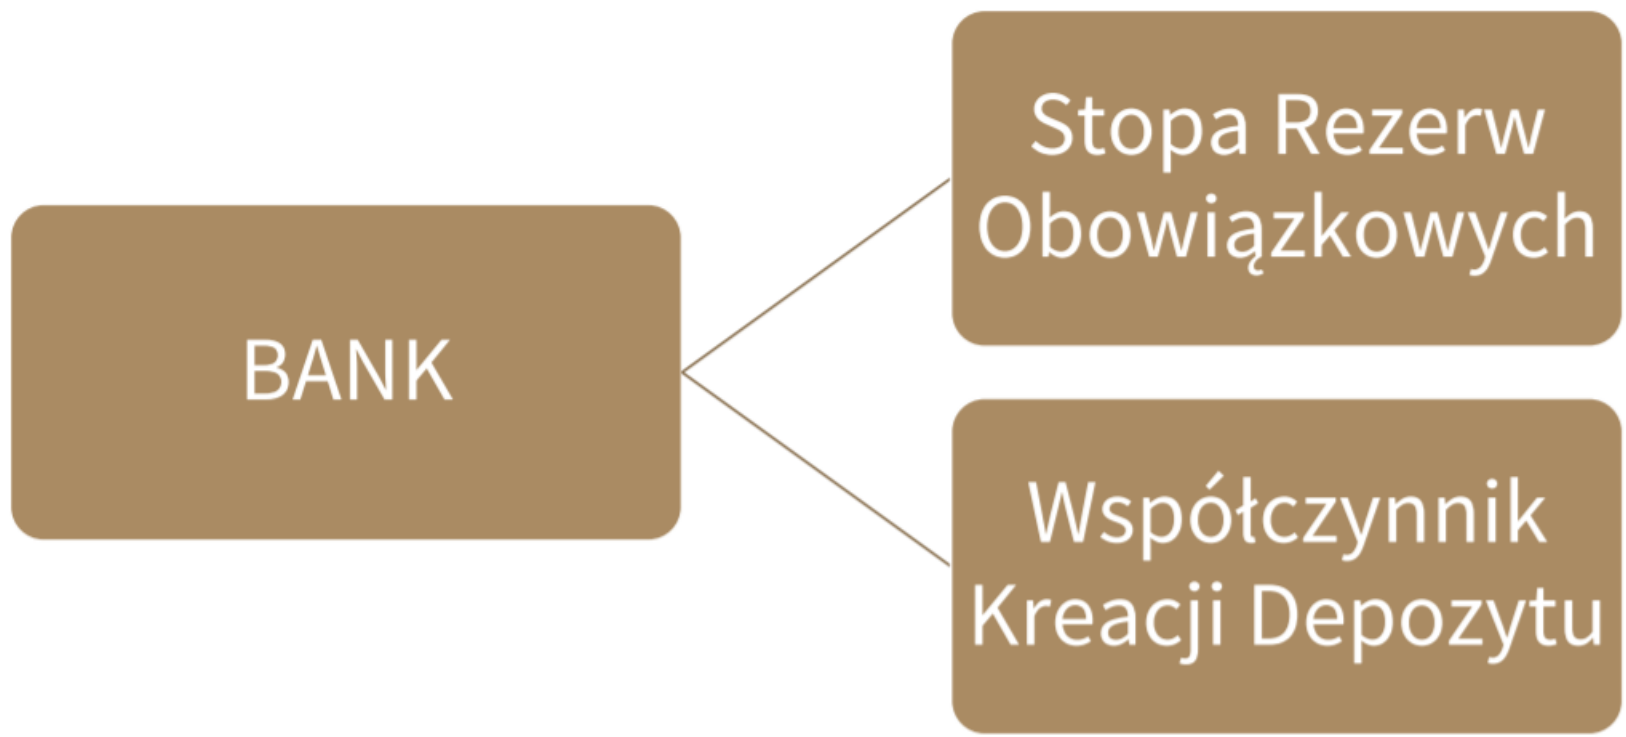 BANK
Stopa Rezerw
Obowiązkowych
Współczynnik
Kreacji Depozytu